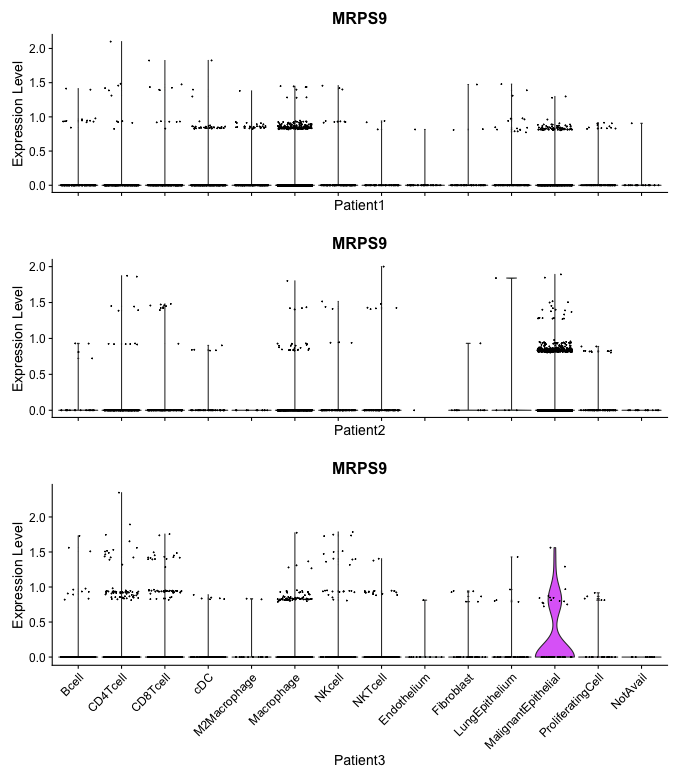 MRPS9
Expression Level
2.0
1.5
1.0
0.5
0.0
Patient1
MRPS9
Expression Level
2.0
1.5
1.0
0.5
0.0
Patient2
MRPS9
Expression Level
2.0
1.5
1.0
0.5
0.0
Bcell
CD4Tcell
CD8Tcell
cDC
M2Macrophage
Macrophage
NKcell
NKTcell
Endothelium
Fibroblast
LungEpithelium
MalignantEpithelial
ProliferatingCell
NotAvail
Patient3